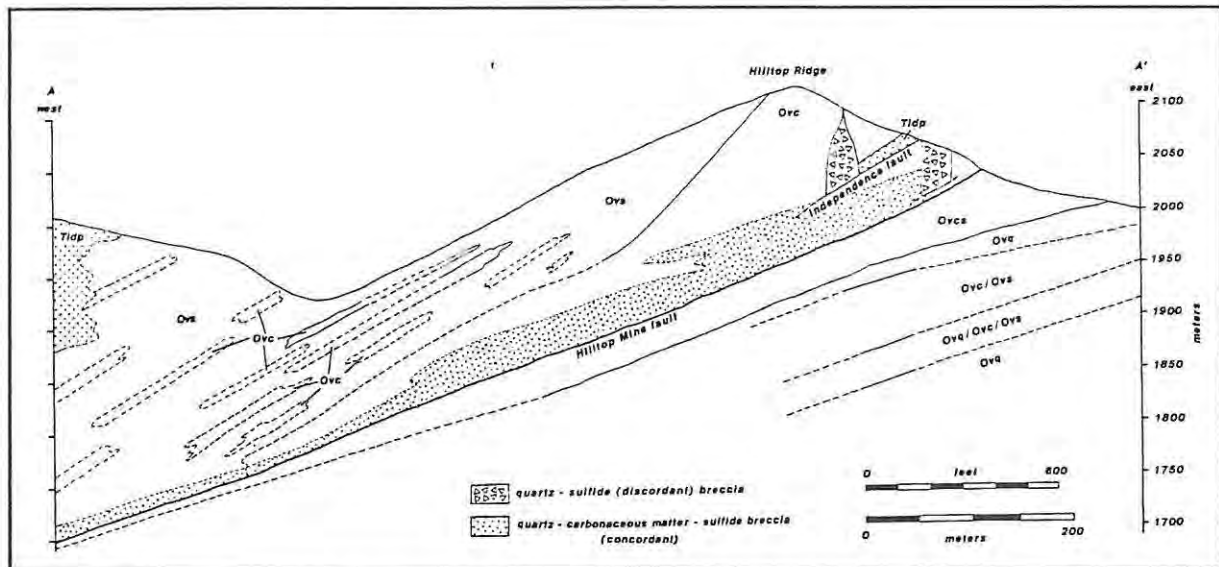 Hilltop Ridge
A
west
A'
east
2100
2050
2000
1950
1900
1850
1800
1750
1700
meters
Ovc
Tidp
Independence fault
Ovs
Ovcs
Ovq
Tidp
Ovs
Ovc
Ovc
Hilltop Mine fault
Ovc/Ovs
Ovq/Ovc/Ovs
Ovq
quartz - sulfide (discordant) breccia
quartz - carbonaceous matter - sulfide breccia
(concordant)
0 feet 600
0 meters 200